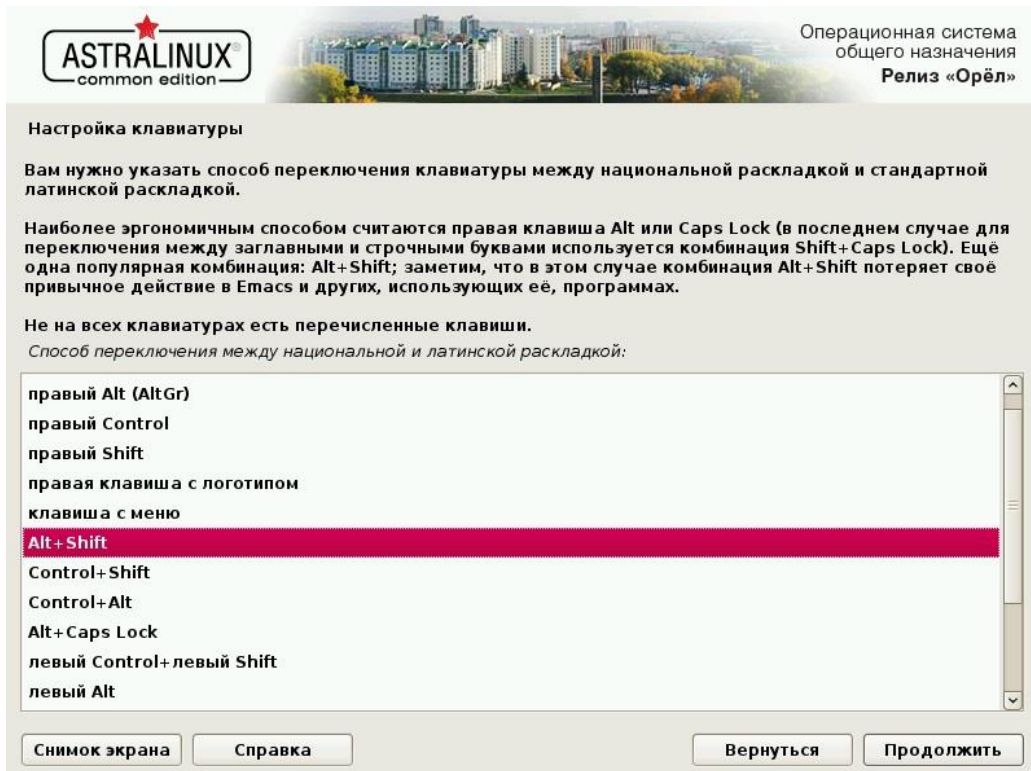 ASTRALINUX®
common edition
Операционная система
общего назначения
Релиз «Орёл»
Настройка клавиатуры
Вам нужно указать способ переключения клавиатуры между национальной раскладкой и стандартной
латинской раскладкой.
Наиболее эргономичным способом считаются правая клавиша Alt или Caps Lock (в последнем случае для
переключения между заглавными и строчными буквами используется комбинация Shift+Caps Lock). Ещё
одна популярная комбинация: Alt+Shift; заметим, что в этом случае комбинация Alt+Shift потеряет своё
привычное действие в Emacs и других, использующих её, программах.
Не на всех клавиатурах есть перечисленные клавиши.
Способ переключения между национальной и латинской раскладкой:
правый Alt (AltGr)
правый Control
правый Shift
правая клавиша с логотипом
клавиша с меню
Alt+Shift
Control+Shift
Control+Alt
Alt+Caps Lock
левый Control+левый Shift
левый Alt
Снимок экрана
Справка
Вернуться
Продолжить